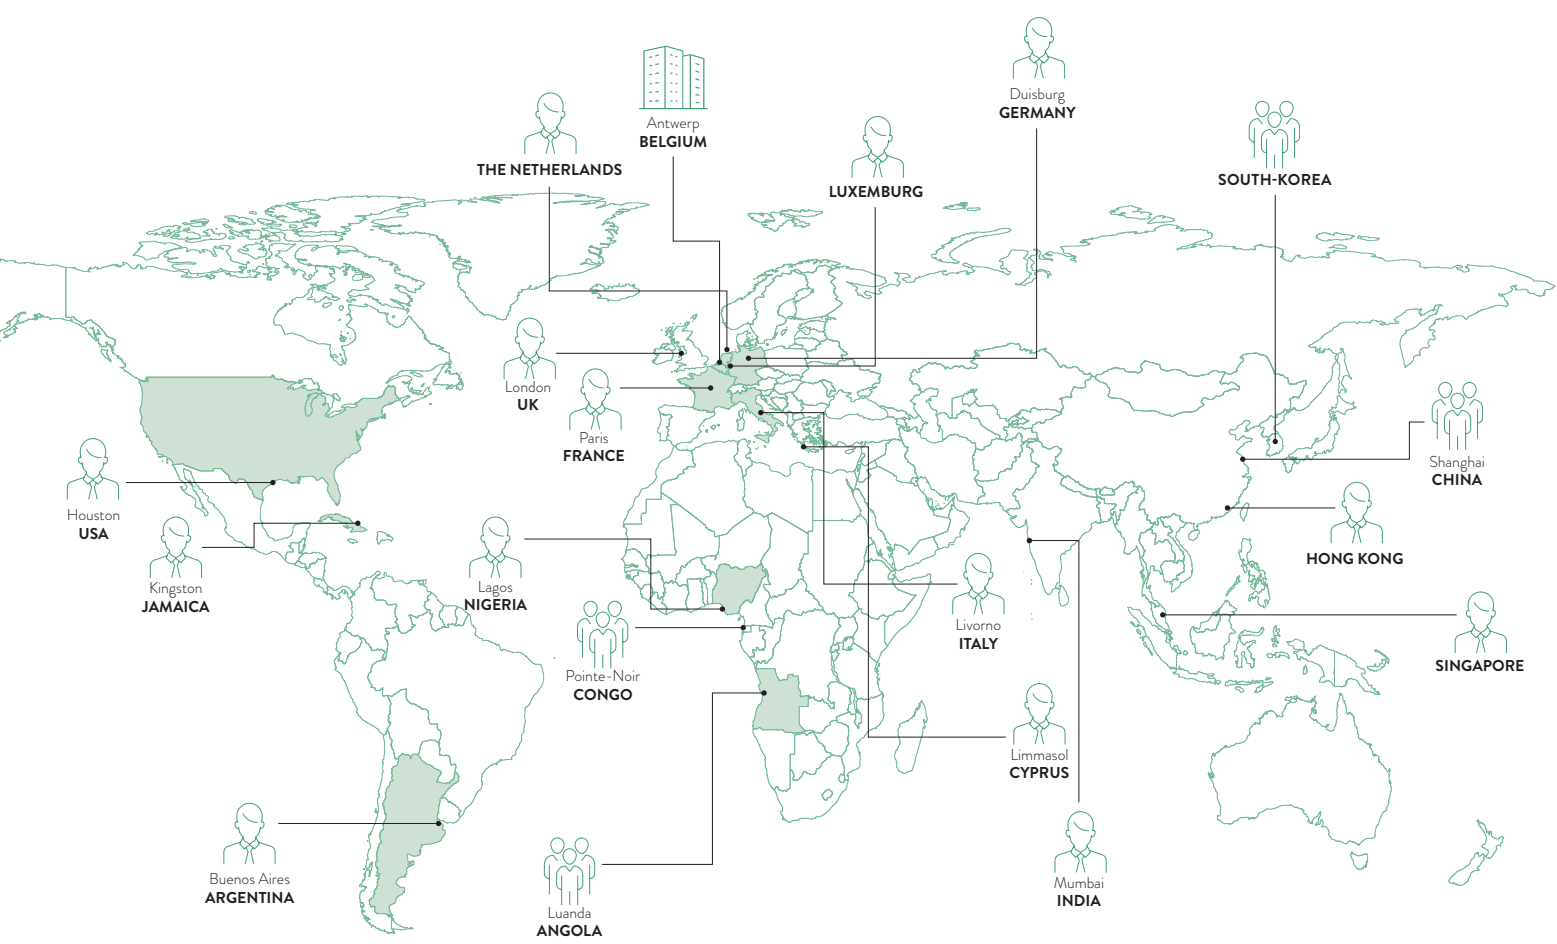 Duisburg
GERMANY
Antwerp
BELGIUM
THE NETHERLANDS
LUXEMBURG
SOUTH-KOREA
London
UK
Paris
FRANCE
Shanghai
CHINA
Houston
USA
HONG KONG
Kingston
JAMAICA
Lagos
NIGERIA
Livorno
ITALY
Pointe-Noir
CONGO
SINGAPORE
Limmasol
CYPRUS
Buenos Aires
ARGENTINA
Mumbai
INDIA
Luanda
ANGOLA